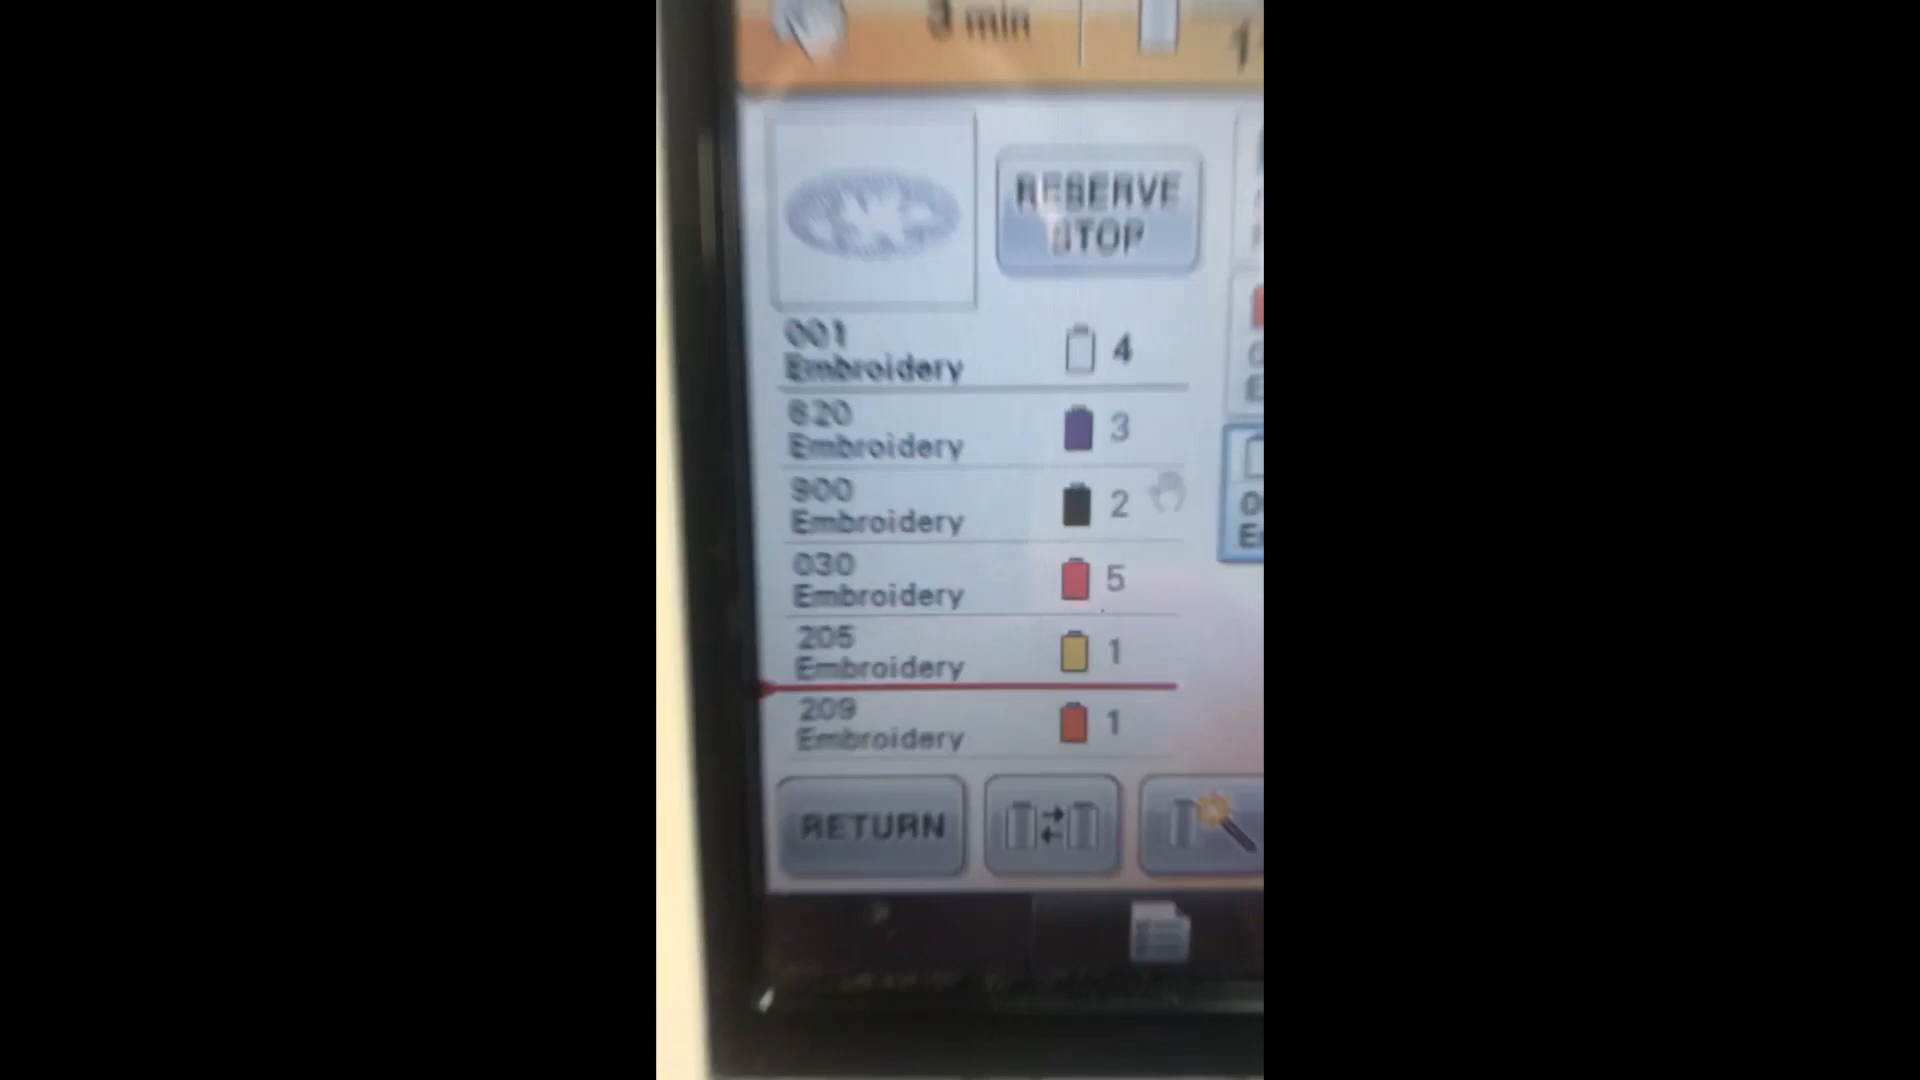 3 min
RESERVE
STOP
001
Embroidery 4
620
Embroidery 3
900
Embroidery 2
030
Embroidery 5
205
Embroidery 1
209
Embroidery 1
RETURN